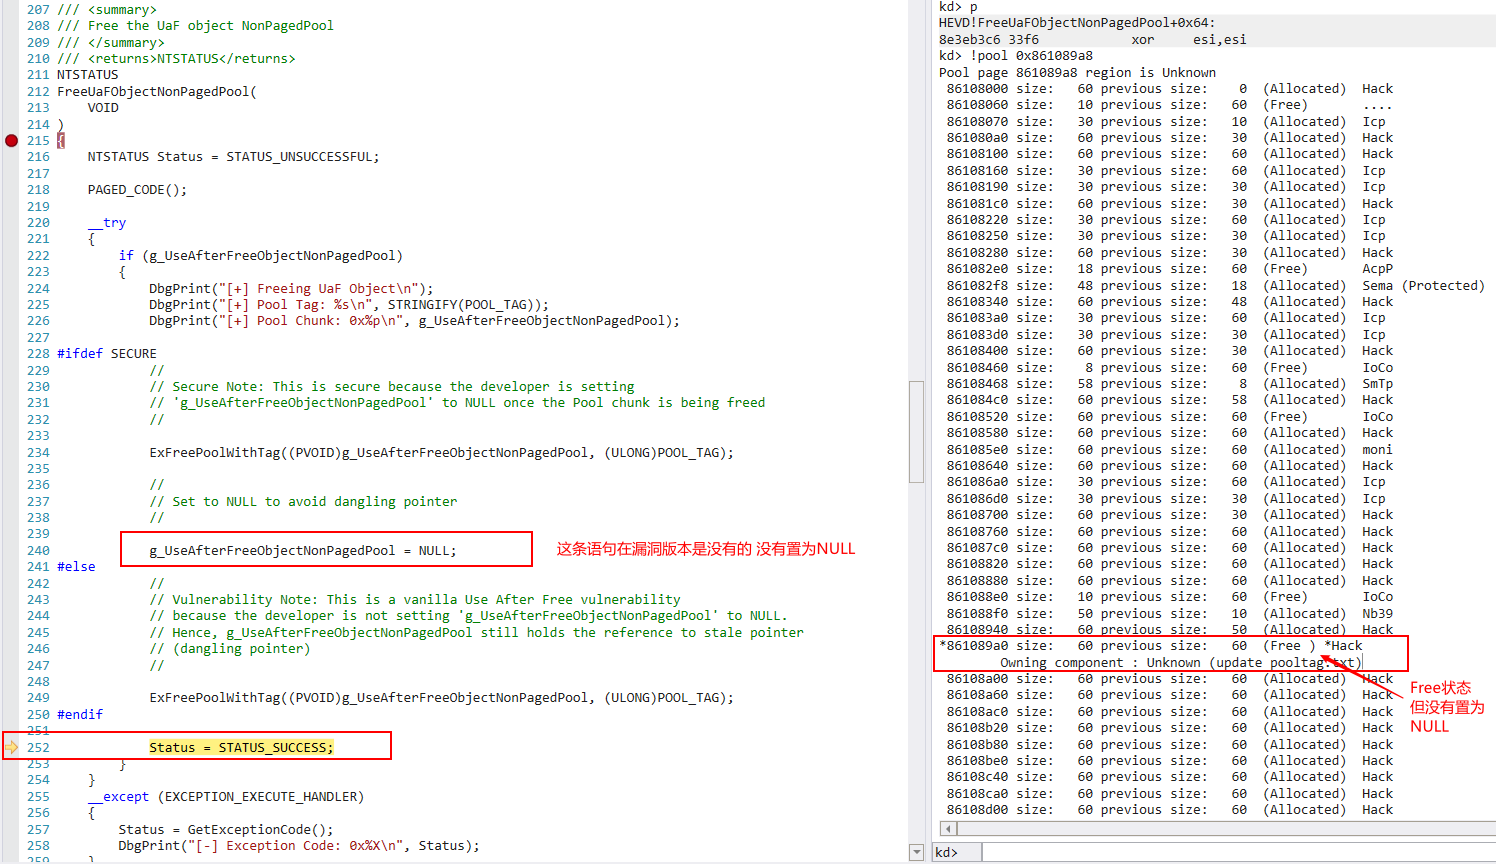 207 /// <summary>
208 /// Free the UaF object NonPagedPool
209 /// </summary>
210 /// <returns>NTSTATUS</returns>
211 NTSTATUS
212 FreeUaFObjectNonPagedPool(
213     VOID
214 )
215 {
216     NTSTATUS Status = STATUS_UNSUCCESSFUL;
217
218     PAGED_CODE();
219
220     __try
221     {
222         if (g_UseAfterFreeObjectNonPagedPool)
223         {
224             DbgPrint("[+] Freeing UaF Object\n");
225             DbgPrint("[+] Pool Tag: %s\n", STRINGIFY(POOL_TAG));
226             DbgPrint("[+] Pool Chunk: 0x%p\n", g_UseAfterFreeObjectNonPagedPool);
227
228 #ifdef SECURE
229             //
230             // Secure Note: This is secure because the developer is setting
231             // 'g_UseAfterFreeObjectNonPagedPool' to NULL once the Pool chunk is being freed
232             //
233
234             ExFreePoolWithTag((PVOID)g_UseAfterFreeObjectNonPagedPool, (ULONG)POOL_TAG);
235
236             //
237             // Set to NULL to avoid dangling pointer
238             //
239
240             g_UseAfterFreeObjectNonPagedPool = NULL;
这条语句在漏洞版本是没有的 没有置为NULL
241 #else
242             //
243             // Vulnerability Note: This is a vanilla Use After Free vulnerability
244             // because the developer is not setting 'g_UseAfterFreeObjectNonPagedPool' to NULL.
245             // Hence, g_UseAfterFreeObjectNonPagedPool still holds the reference to stale pointer
246             // (dangling pointer)
247             //
248
249             ExFreePoolWithTag((PVOID)g_UseAfterFreeObjectNonPagedPool, (ULONG)POOL_TAG);
250 #endif
251
252             Status = STATUS_SUCCESS;
253         }
254     }
255     __except (EXCEPTION_EXECUTE_HANDLER)
256     {
257         Status = GetExceptionCode();
258         DbgPrint("[-] Exception Code: 0x%X\n", Status);
259     }
kd> p
HEVD!FreeUaFObjectNonPagedPool+0x64:
8e3eb3c6 33f6            xor     esi,esi
kd> !pool 0x861089a8
Pool page 861089a8 region is Unknown
86108000 size:   60 previous size:    0  (Allocated)  Hack
86108060 size:   10 previous size:   60  (Free)       ....
86108070 size:   30 previous size:   10  (Allocated)  Icp
861080a0 size:   60 previous size:   30  (Allocated)  Hack
86108100 size:   60 previous size:   60  (Allocated)  Hack
86108160 size:   30 previous size:   60  (Allocated)  Icp
86108190 size:   30 previous size:   30  (Allocated)  Icp
861081c0 size:   60 previous size:   30  (Allocated)  Hack
86108220 size:   30 previous size:   60  (Allocated)  Icp
86108250 size:   30 previous size:   30  (Allocated)  Icp
86108280 size:   60 previous size:   30  (Allocated)  Hack
861082e0 size:   18 previous size:   60  (Free)       AcpP
861082f8 size:   48 previous size:   18  (Allocated)  Sema (Protected)
86108340 size:   60 previous size:   48  (Allocated)  Hack
861083a0 size:   30 previous size:   60  (Allocated)  Icp
861083d0 size:   30 previous size:   30  (Allocated)  Icp
86108400 size:   60 previous size:   30  (Allocated)  Hack
86108460 size:    8 previous size:   60  (Free)       IoCo
86108468 size:   58 previous size:    8  (Allocated)  SmTp
861084c0 size:   60 previous size:   58  (Allocated)  Hack
86108520 size:   60 previous size:   60  (Free)       IoCo
86108580 size:   60 previous size:   60  (Allocated)  Hack
861085e0 size:   60 previous size:   60  (Allocated)  moni
86108640 size:   60 previous size:   60  (Allocated)  Hack
861086a0 size:   30 previous size:   60  (Allocated)  Icp
861086d0 size:   30 previous size:   30  (Allocated)  Icp
86108700 size:   60 previous size:   30  (Allocated)  Hack
86108760 size:   60 previous size:   60  (Allocated)  Hack
861087c0 size:   60 previous size:   60  (Allocated)  Hack
86108820 size:   60 previous size:   60  (Allocated)  Hack
86108880 size:   60 previous size:   60  (Allocated)  Hack
861088e0 size:   10 previous size:   60  (Free)       IoCo
861088f0 size:   50 previous size:   10  (Allocated)  Nb39
86108940 size:   60 previous size:   50  (Allocated)  Hack
*861089a0 size:   60 previous size:   60  (Free ) *Hack
Owning component : Unknown (update pooltag.txt)
86108a00 size:   60 previous size:   60  (Allocated)  Hack
86108a60 size:   60 previous size:   60  (Allocated)  Hack
86108ac0 size:   60 previous size:   60  (Allocated)  Hack
86108b20 size:   60 previous size:   60  (Allocated)  Hack
86108b80 size:   60 previous size:   60  (Allocated)  Hack
86108be0 size:   60 previous size:   60  (Allocated)  Hack
86108c40 size:   60 previous size:   60  (Allocated)  Hack
86108ca0 size:   60 previous size:   60  (Allocated)  Hack
86108d00 size:   60 previous size:   60  (Allocated)  Hack
Free状态
但没有置为
NULL
kd>